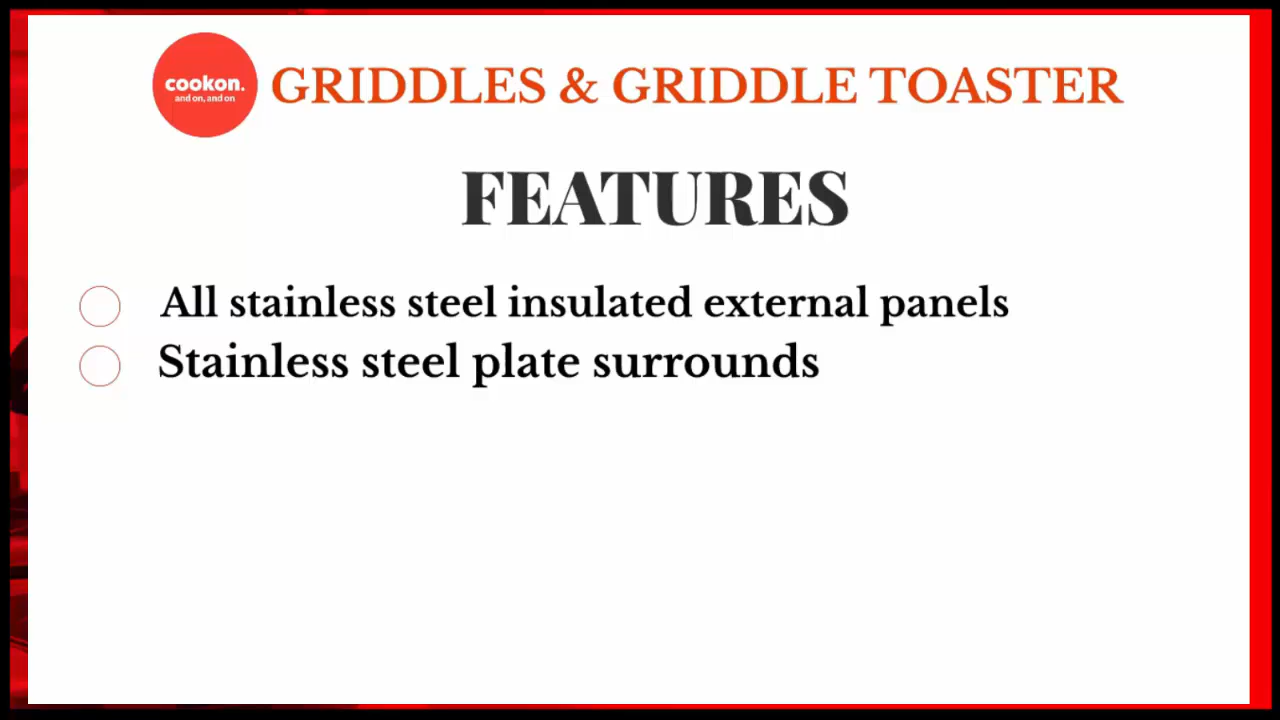 cookon.
and on, and on
GRIDDLES & GRIDDLE TOASTER
FEATURES
All stainless steel insulated external panels
Stainless steel plate surrounds